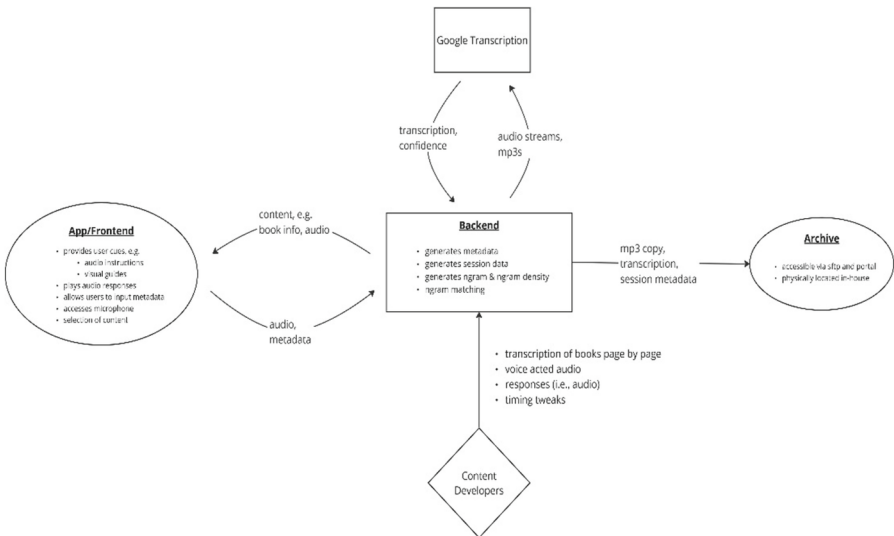 Google Transcription
transcription,
confidence
audio streams,
mp3s
content, e.g.
book info, audio
App/Frontend
• provides user cues, e.g.
• audio instructions
• visual guides
• plays audio responses
• allows users to input metadata
• accesses microphone
• selection of content
audio,
metadata
Backend
• generates metadata
• generates session data
• generates ngram & ngram density
• ngram matching
mp3 copy,
transcription,
session metadata
Archive
• accessible via sftp and portal
• physically located in-house
• transcription of books page by page
• voice acted audio
• responses (i.e., audio)
• timing tweaks
Content
Developers